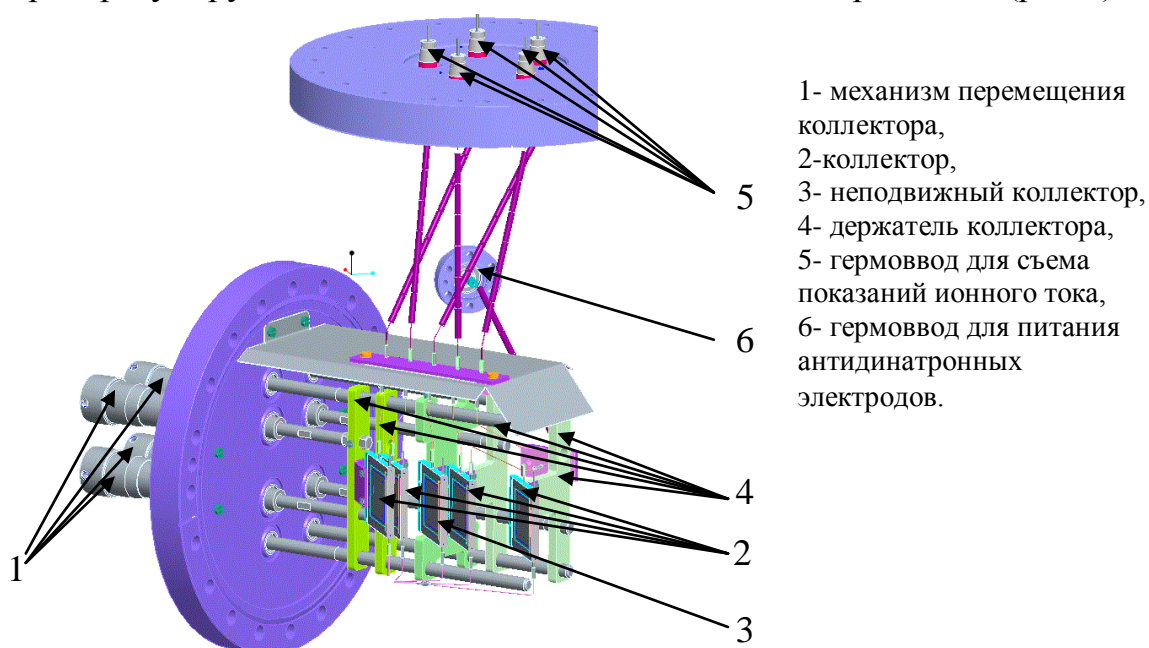 5
6
4
2
1
3
1- механизм перемещения
коллектора,
2-коллектор,
3- неподвижный коллектор,
4- держатель коллектора,
5- гермоввод для съема
показаний ионного тока,
6- гермоввод для питания
антидинатронных
электродов.